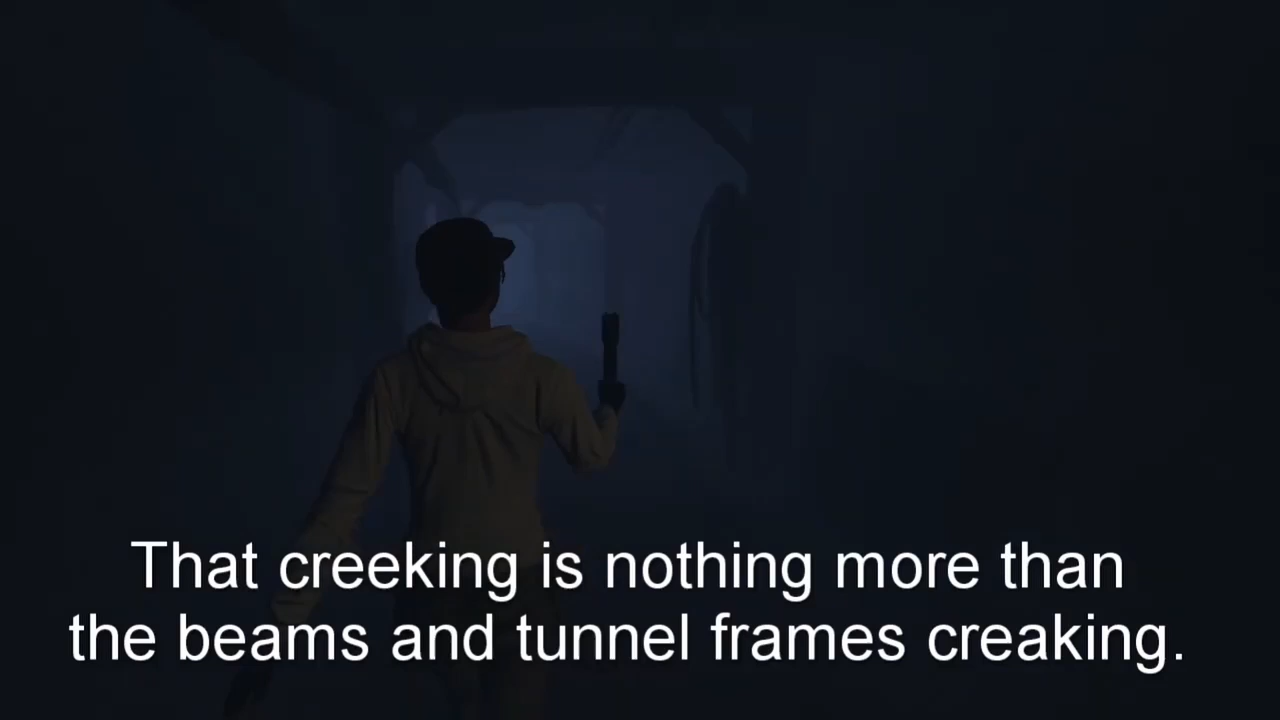 That creeking is nothing more than
the beams and tunnel frames creaking.